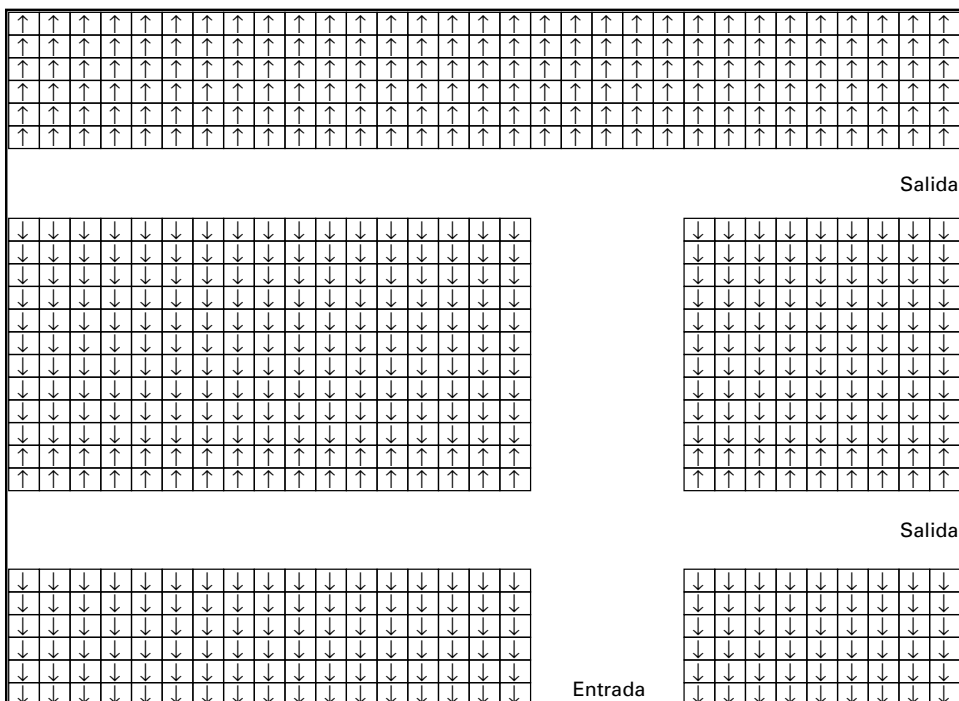 ↑ ↑ ↑ ↑ ↑ ↑ ↑ ↑ ↑ ↑ ↑ ↑ ↑ ↑ ↑ ↑ ↑ ↑ ↑ ↑ ↑ ↑ ↑ ↑ ↑ ↑ ↑ ↑ ↑ ↑ ↑
↑ ↑ ↑ ↑ ↑ ↑ ↑ ↑ ↑ ↑ ↑ ↑ ↑ ↑ ↑ ↑ ↑ ↑ ↑ ↑ ↑ ↑ ↑ ↑ ↑ ↑ ↑ ↑ ↑ ↑ ↑
↑ ↑ ↑ ↑ ↑ ↑ ↑ ↑ ↑ ↑ ↑ ↑ ↑ ↑ ↑ ↑ ↑ ↑ ↑ ↑ ↑ ↑ ↑ ↑ ↑ ↑ ↑ ↑ ↑ ↑ ↑
↑ ↑ ↑ ↑ ↑ ↑ ↑ ↑ ↑ ↑ ↑ ↑ ↑ ↑ ↑ ↑ ↑ ↑ ↑ ↑ ↑ ↑ ↑ ↑ ↑ ↑ ↑ ↑ ↑ ↑ ↑
↑ ↑ ↑ ↑ ↑ ↑ ↑ ↑ ↑ ↑ ↑ ↑ ↑ ↑ ↑ ↑ ↑ ↑ ↑ ↑ ↑ ↑ ↑ ↑ ↑ ↑ ↑ ↑ ↑ ↑ ↑
↑ ↑ ↑ ↑ ↑ ↑ ↑ ↑ ↑ ↑ ↑ ↑ ↑ ↑ ↑ ↑ ↑ ↑ ↑ ↑ ↑ ↑ ↑ ↑ ↑ ↑ ↑ ↑ ↑ ↑ ↑
Salida
↓ ↓ ↓ ↓ ↓ ↓ ↓ ↓ ↓ ↓ ↓ ↓ ↓ ↓ ↓ ↓ ↓ ↓ ↓ ↓ ↓ ↓ ↓ ↓ ↓ ↓
↓ ↓ ↓ ↓ ↓ ↓ ↓ ↓ ↓ ↓ ↓ ↓ ↓ ↓ ↓ ↓ ↓ ↓ ↓ ↓ ↓ ↓ ↓ ↓ ↓ ↓
↓ ↓ ↓ ↓ ↓ ↓ ↓ ↓ ↓ ↓ ↓ ↓ ↓ ↓ ↓ ↓ ↓ ↓ ↓ ↓ ↓ ↓ ↓ ↓ ↓ ↓
↓ ↓ ↓ ↓ ↓ ↓ ↓ ↓ ↓ ↓ ↓ ↓ ↓ ↓ ↓ ↓ ↓ ↓ ↓ ↓ ↓ ↓ ↓ ↓ ↓ ↓
↓ ↓ ↓ ↓ ↓ ↓ ↓ ↓ ↓ ↓ ↓ ↓ ↓ ↓ ↓ ↓ ↓ ↓ ↓ ↓ ↓ ↓ ↓ ↓ ↓ ↓
↓ ↓ ↓ ↓ ↓ ↓ ↓ ↓ ↓ ↓ ↓ ↓ ↓ ↓ ↓ ↓ ↓ ↓ ↓ ↓ ↓ ↓ ↓ ↓ ↓ ↓
↓ ↓ ↓ ↓ ↓ ↓ ↓ ↓ ↓ ↓ ↓ ↓ ↓ ↓ ↓ ↓ ↓ ↓ ↓ ↓ ↓ ↓ ↓ ↓ ↓ ↓
↓ ↓ ↓ ↓ ↓ ↓ ↓ ↓ ↓ ↓ ↓ ↓ ↓ ↓ ↓ ↓ ↓ ↓ ↓ ↓ ↓ ↓ ↓ ↓ ↓ ↓
↓ ↓ ↓ ↓ ↓ ↓ ↓ ↓ ↓ ↓ ↓ ↓ ↓ ↓ ↓ ↓ ↓ ↓ ↓ ↓ ↓ ↓ ↓ ↓ ↓ ↓
↓ ↓ ↓ ↓ ↓ ↓ ↓ ↓ ↓ ↓ ↓ ↓ ↓ ↓ ↓ ↓ ↓ ↓ ↓ ↓ ↓ ↓ ↓ ↓ ↓ ↓
↑ ↑ ↑ ↑ ↑ ↑ ↑ ↑ ↑ ↑ ↑ ↑ ↑ ↑ ↑ ↑ ↑ ↑ ↑ ↑ ↑ ↑ ↑ ↑ ↑ ↑
↑ ↑ ↑ ↑ ↑ ↑ ↑ ↑ ↑ ↑ ↑ ↑ ↑ ↑ ↑ ↑ ↑ ↑ ↑ ↑ ↑ ↑ ↑ ↑ ↑ ↑
Salida
↓ ↓ ↓ ↓ ↓ ↓ ↓ ↓ ↓ ↓ ↓ ↓ ↓ ↓ ↓ ↓ ↓ ↓ ↓ ↓ ↓ ↓ ↓ ↓ ↓ ↓
↓ ↓ ↓ ↓ ↓ ↓ ↓ ↓ ↓ ↓ ↓ ↓ ↓ ↓ ↓ ↓ ↓ ↓ ↓ ↓ ↓ ↓ ↓ ↓ ↓ ↓
↓ ↓ ↓ ↓ ↓ ↓ ↓ ↓ ↓ ↓ ↓ ↓ ↓ ↓ ↓ ↓ ↓ ↓ ↓ ↓ ↓ ↓ ↓ ↓ ↓ ↓
↓ ↓ ↓ ↓ ↓ ↓ ↓ ↓ ↓ ↓ ↓ ↓ ↓ ↓ ↓ ↓ ↓ ↓ ↓ ↓ ↓ ↓ ↓ ↓ ↓ ↓
↓ ↓ ↓ ↓ ↓ ↓ ↓ ↓ ↓ ↓ ↓ ↓ ↓ ↓ ↓ ↓ ↓ ↓ ↓ ↓ ↓ ↓ ↓ ↓ ↓ ↓
↓ ↓ ↓ ↓ ↓ ↓ ↓ ↓ ↓ ↓ ↓ ↓ ↓ ↓ ↓ ↓ ↓ Entrada ↓ ↓ ↓ ↓ ↓ ↓ ↓ ↓ ↓